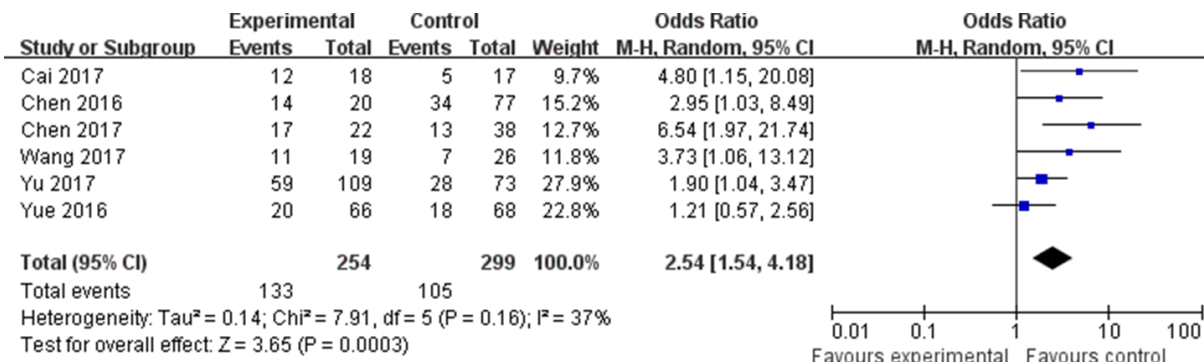 Experimental Control Odds Ratio Odds Ratio
Study or Subgroup Events Total Events Total Weight M-H, Random, 95% CI M-H, Random, 95% CI
Cai 2017 12 18 5 17 9.7% 4.80 [1.15, 20.08]
Chen 2016 14 20 34 77 15.2% 2.95 [1.03, 8.49]
Chen 2017 17 22 13 38 12.7% 6.54 [1.97, 21.74]
Wang 2017 11 19 7 26 11.8% 3.73 [1.06, 13.12]
Yu 2017 59 109 28 73 27.9% 1.90 [1.04, 3.47]
Yue 2016 20 66 18 68 22.8% 1.21 [0.57, 2.56]
Total (95% CI) 254 299 100.0% 2.54 [1.54, 4.18]
Total events 133 105
Heterogeneity: Tau² = 0.14; Chi² = 7.91, df = 5 (P = 0.16); I² = 37%
Test for overall effect: Z = 3.65 (P = 0.0003)
0.01 0.1 1 10 100
Favours experimental Favours control